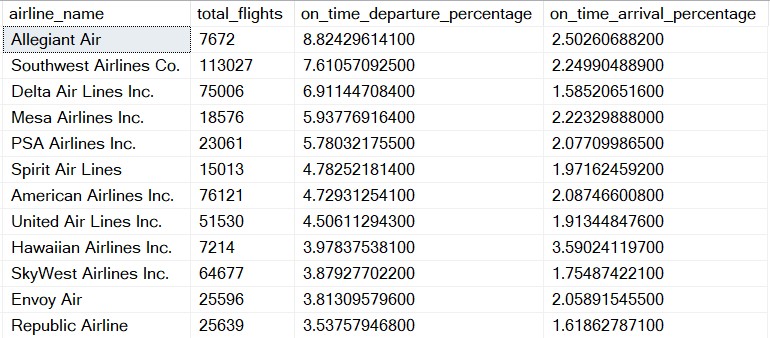 airline_name total_flights on_time_departure_percentage on_time_arrival_percentage
Allegiant Air 7672 8.82429614100 2.50260688200
Southwest Airlines Co. 113027 7.61057092500 2.24990488900
Delta Air Lines Inc. 75006 6.91144708400 1.58520651600
Mesa Airlines Inc. 18576 5.93776916400 2.22329888000
PSA Airlines Inc. 23061 5.78032175500 2.07709986500
Spirit Air Lines 15013 4.78252181400 1.97162459200
American Airlines Inc. 76121 4.72931254100 2.08746600800
United Air Lines Inc. 51530 4.50611294300 1.91344847600
Hawaiian Airlines Inc. 7214 3.97837538100 3.59024119700
SkyWest Airlines Inc. 64677 3.87927702200 1.75487422100
Envoy Air 25596 3.81309579600 2.05891545500
Republic Airline 25639 3.53757946800 1.61862787100